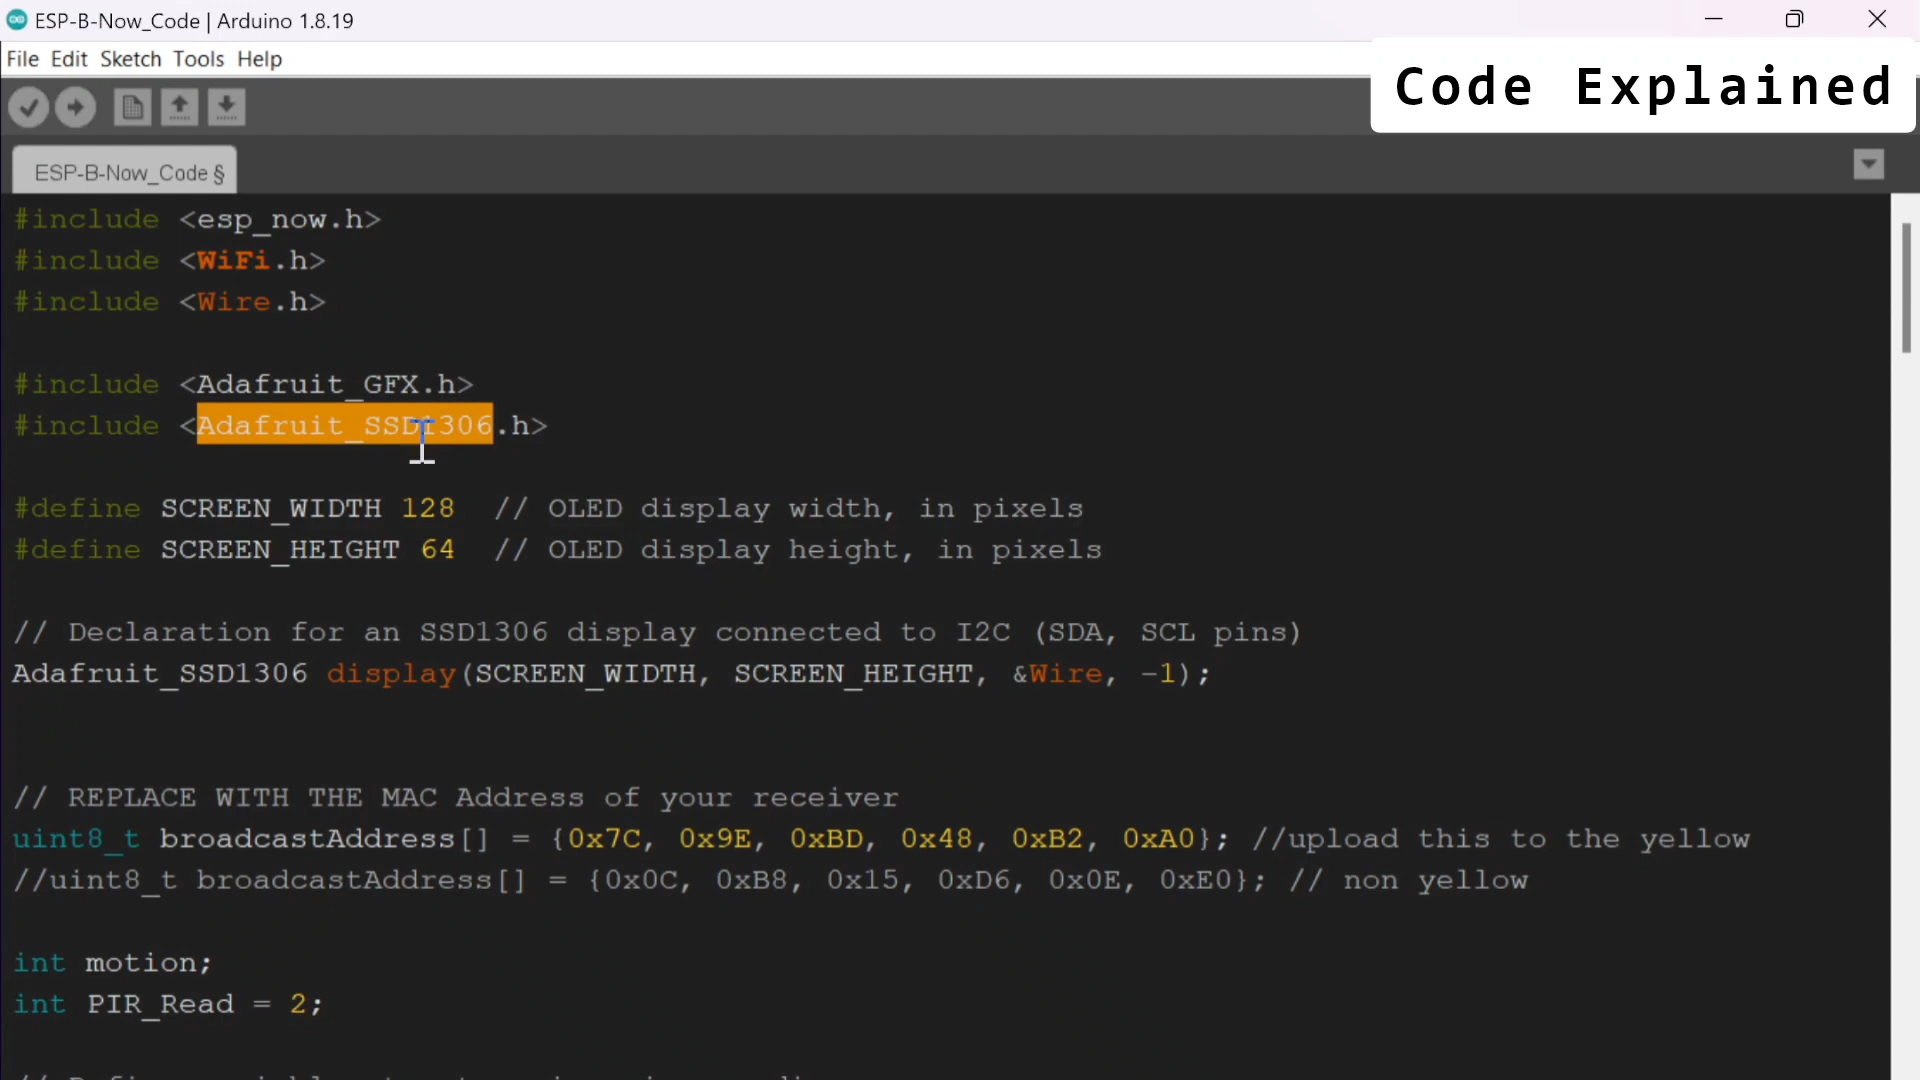 ESP-B-Now_Code | Arduino 1.8.19
File Edit Sketch Tools Help
Code Explained
ESP-B-Now_Code §
#include <esp_now.h>
#include <WiFi.h>
#include <Wire.h>
#include <Adafruit_GFX.h>
#include <Adafruit_SSD1306.h>
#define SCREEN_WIDTH 128 // OLED display width, in pixels
#define SCREEN_HEIGHT 64 // OLED display height, in pixels
// Declaration for an SSD1306 display connected to I2C (SDA, SCL pins)
Adafruit_SSD1306 display(SCREEN_WIDTH, SCREEN_HEIGHT, &Wire, -1);
// REPLACE WITH THE MAC Address of your receiver
uint8_t broadcastAddress[] = {0x7C, 0x9E, 0xBD, 0x48, 0xB2, 0xA0}; //upload this to the yellow
//uint8_t broadcastAddress[] = {0x0C, 0xB8, 0x15, 0xD6, 0x0E, 0xE0}; // non yellow
int motion;
int PIR_Read = 2;